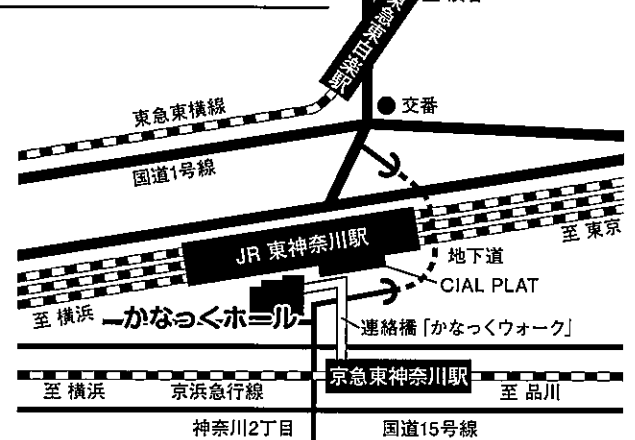 東急東白楽駅
交番
東急東横線
国道1号線
JR 東神奈川駅
至 東京
地下道
CIAL PLAT
至 横浜
かなっくホール
連絡橋「かなっくウォーク」
京急東神奈川駅
至 横浜
京浜急行線
至 品川
神奈川2丁目
国道15号線